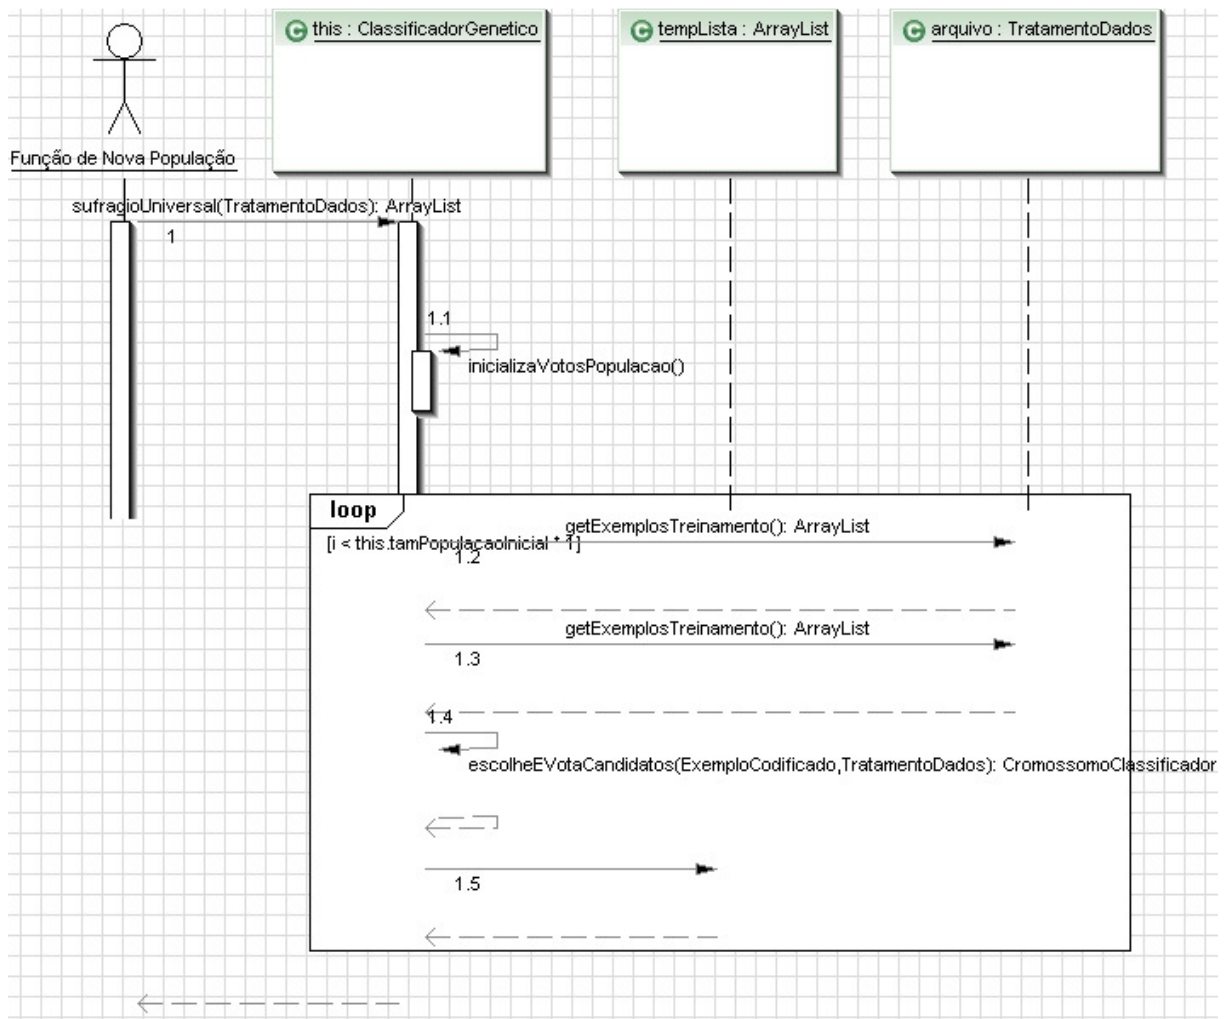 this : ClassificadorGenetico
tempLista : ArrayList
arquivo : TratamentoDados
Função de Nova População
sufragioUniversal(TratamentoDados): ArrayList
1
1.1
inicializaVotosPopulacao()
loop
getExemplosTreinamento(): ArrayList
[i < this.tamPopulacaoInicial * 1]
1.2
getExemplosTreinamento(): ArrayList
1.3
1.4
escolheEVotaCandidatos(ExemploCodificado,TratamentoDados): CromossomoClassificador
1.5